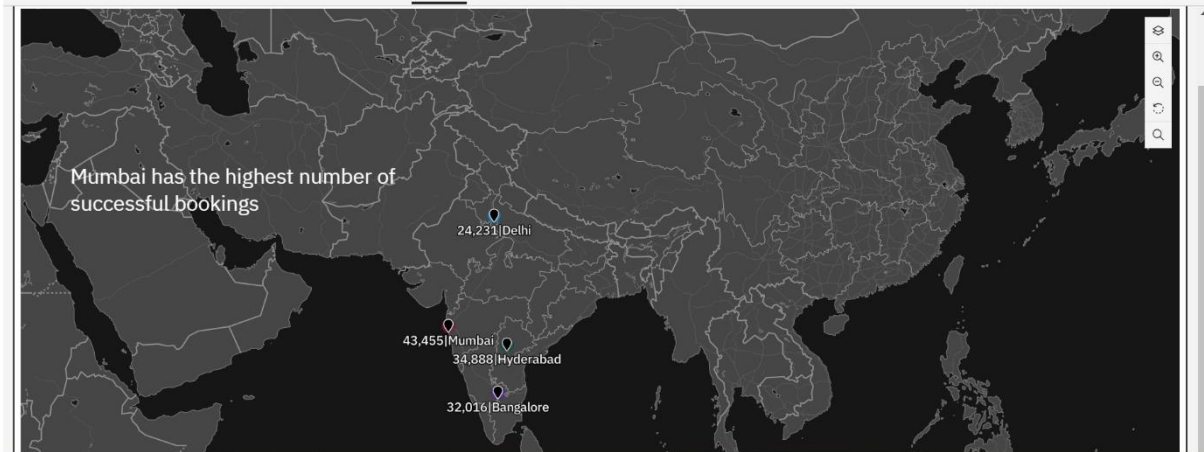 Mumbai has the highest number of
successful bookings
24,231|Delhi
43,455|Mumbai
34,888|Hyderabad
32,016|Bangalore